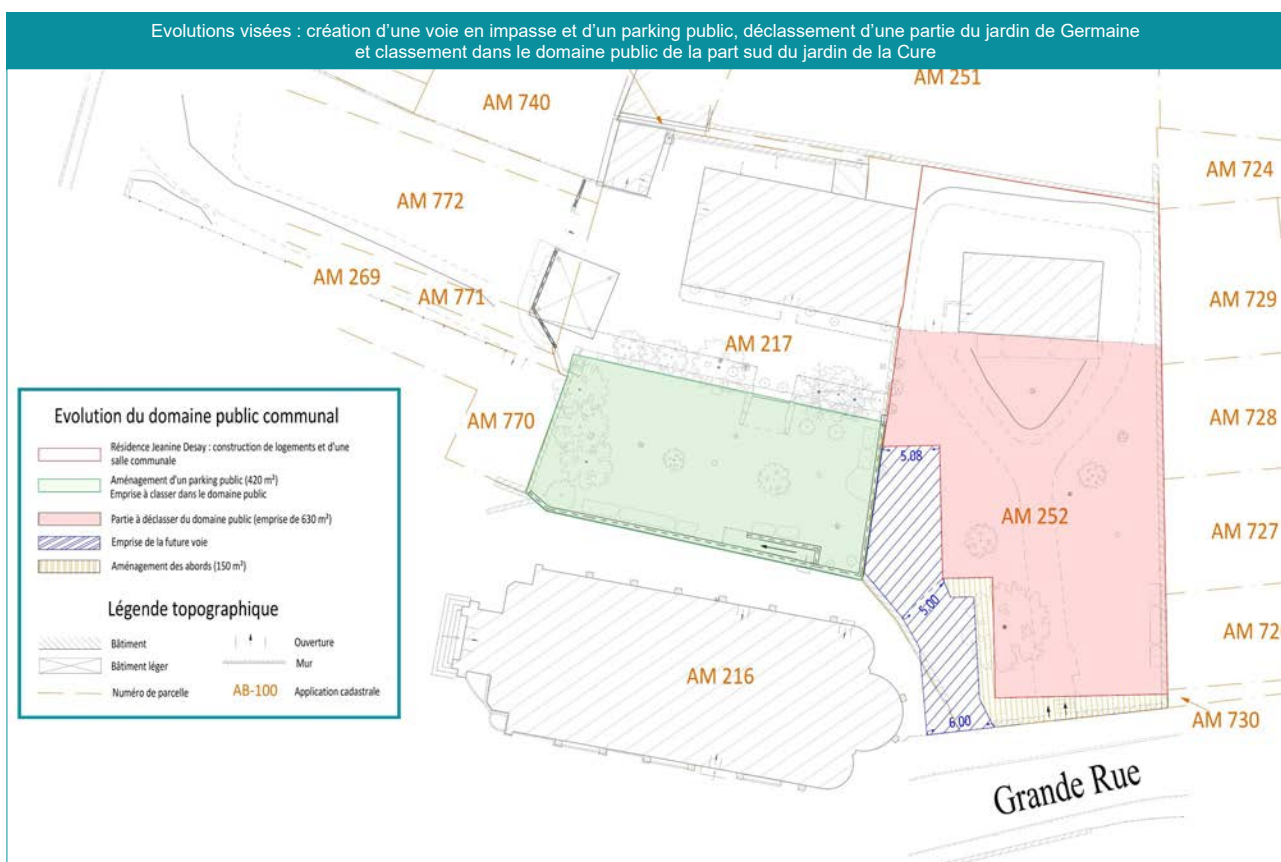 Evolutions visées : création d'une voie en impasse et d'un parking public, déclassement d'une partie du jardin de Germaine
et classement dans le domaine public de la part sud du jardin de la Cure
AM 251
AM 740
AM 724
AM 772
AM 269
AM 771
AM 729
AM 217
AM 770
AM 728
5.08
AM 252
AM 727
5.00
AM 216
AM 72
AM 730
6.00
Grande Rue
Evolution du domaine public communal
Résidence Jeanine Desay : construction de logements et d'une
salle communale
Aménagement d'un parking public (420 m²)
Emprise à classer dans le domaine public
Partie à déclasser du domaine public (emprise de 630 m²)
Emprise de la future voie
Aménagement des abords (150 m²)
Légende topographique
Bâtiment
Ouverture
Bâtiment léger
Mur
Numéro de parcelle
AB-100
Application cadastrale